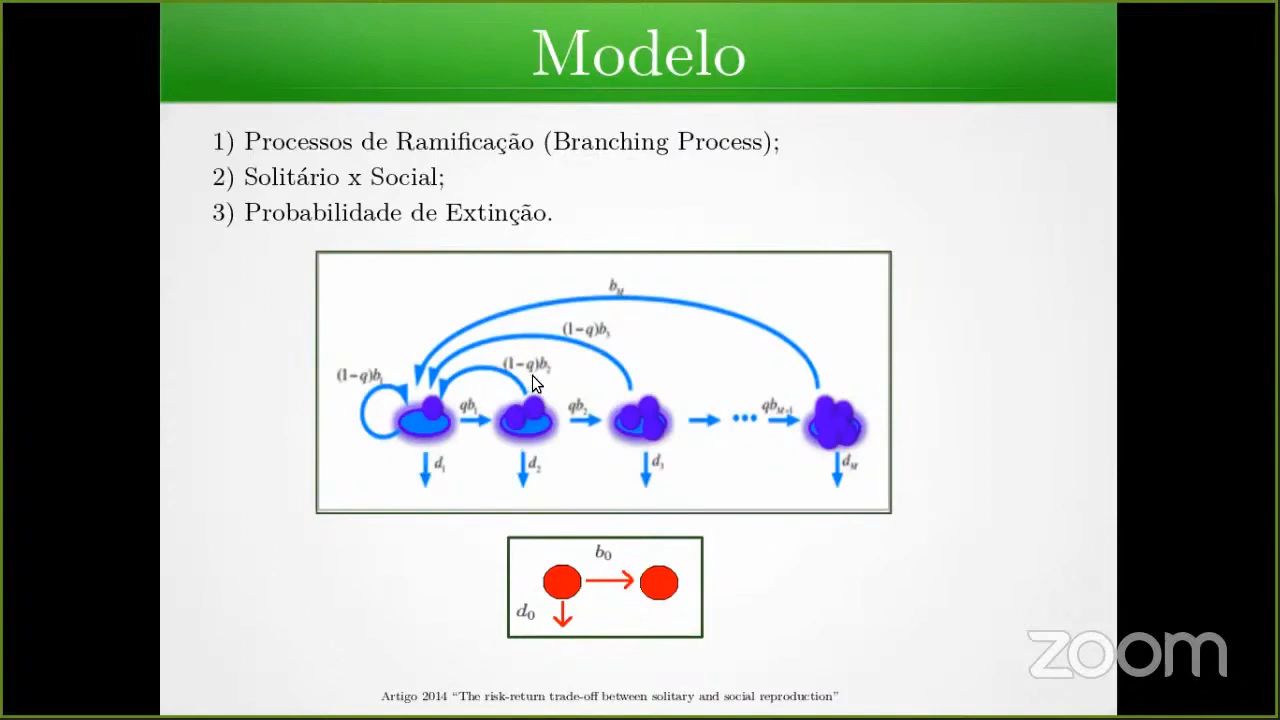 Modelo
1) Processos de Ramificação (Branching Process);
2) Solitário x Social;
3) Probabilidade de Extinção.
b_M
(1−q)b_3
(1−q)b_1
(1−q)b_2
qb_1
qb_2
qb_{M−1}
d_1
d_2
d_3
d_M
b_0
d_0
zoom
Artigo 2014 “The risk-return trade-off between solitary and social reproduction”